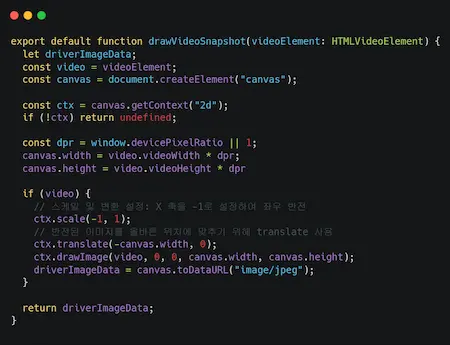 export default function drawVideoSnapshot(videoElement: HTMLVideoElement) {
let driverImageData;
const video = videoElement;
const canvas = document.createElement("canvas");
const ctx = canvas.getContext("2d");
if (!ctx) return undefined;
const dpr = window.devicePixelRatio || 1;
canvas.width = video.videoWidth * dpr;
canvas.height = video.videoHeight * dpr
if (video) {
// 스케일 및 변환 설정: X 축을 -1로 설정하여 좌우 반전
ctx.scale(-1, 1);
// 반전된 이미지를 올바른 위치에 맞추기 위해 translate 사용
ctx.translate(-canvas.width, 0);
ctx.drawImage(video, 0, 0, canvas.width, canvas.height);
driverImageData = canvas.toDataURL("image/jpeg");
}
return driverImageData;
}